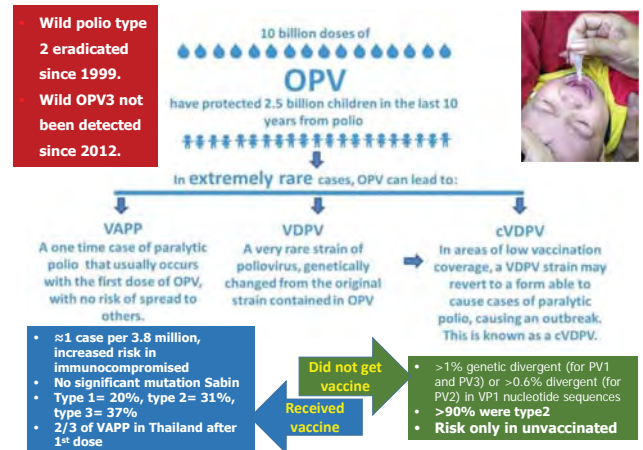 • Wild polio type
2 eradicated
since 1999.
• Wild OPV3 not
been detected
since 2012.
10 billion doses of
OPV
have protected 2.5 billion children in the last 10
years from polio
In extremely rare cases, OPV can lead to:
VAPP
A one time case of paralytic
polio that usually occurs
with the first dose of OPV,
with no risk of spread to
others.
VDPV
A very rare strain of
poliovirus, genetically
changed from the original
strain contained in OPV
cVDPV
In areas of low vaccination
coverage, a VDPV strain may
revert to a form able to
cause cases of paralytic
polio, causing an outbreak.
This is known as a cVDPV.
• ≈1 case per 3.8 million,
increased risk in
immunocompromised
• No significant mutation Sabin
• Type 1= 20%, type 2= 31%,
type 3= 37%
• 2/3 of VAPP in Thailand after
1st dose
Did not get
vaccine
Received
vaccine
• >1% genetic divergent (for PV1
and PV3) or >0.6% divergent (for
PV2) in VP1 nucleotide sequences
• >90% were type2
• Risk only in unvaccinated